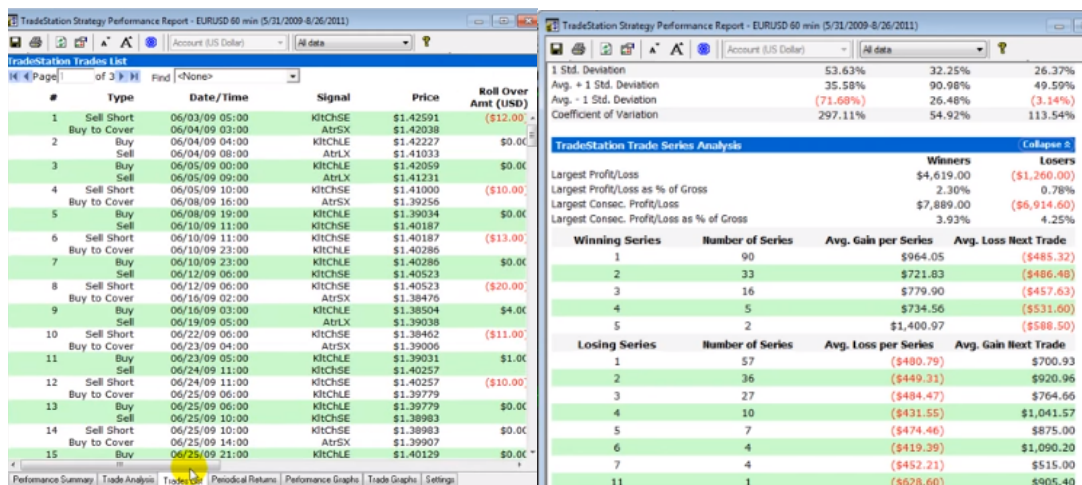 TradeStation Strategy Performance Report - EURUSD 60 min (5/31/2009-8/26/2011)
Account (US Dollar) All data
TradeStation Trades List
Page 1 of 3 Find <None>
# Type Date/Time Signal Price Roll Over Amt (USD)
1 Sell Short 06/03/09 05:00 KltChSE $1.42591 ($12.00)
Buy to Cover 06/04/09 03:00 AtrSX $1.42038
2 Buy 06/04/09 04:00 KltChLE $1.42227 $0.00
Sell 06/04/09 08:00 AtrLX $1.41033
3 Buy 06/05/09 00:00 KltChLE $1.42059 $0.00
Sell 06/05/09 09:00 AtrLX $1.41231
4 Sell Short 06/05/09 10:00 KltChSE $1.41000 ($10.00)
Buy to Cover 06/08/09 16:00 AtrSX $1.39256
5 Buy 06/08/09 19:00 KltChLE $1.39034 $0.00
Sell 06/10/09 11:00 KltChSE $1.40187
6 Sell Short 06/10/09 11:00 KltChSE $1.40187 ($13.00)
Buy to Cover 06/10/09 23:00 KltChLE $1.40286
7 Buy 06/10/09 23:00 KltChLE $1.40286 $0.00
Sell 06/12/09 06:00 KltChSE $1.40523
8 Sell Short 06/12/09 06:00 KltChSE $1.40523 ($20.00)
Buy to Cover 06/16/09 02:00 AtrSX $1.38476
9 Buy 06/16/09 03:00 KltChLE $1.38504 $4.00
Sell 06/19/09 05:00 AtrLX $1.39038
10 Sell Short 06/22/09 06:00 KltChSE $1.38462 ($11.00)
Buy to Cover 06/23/09 04:00 AtrSX $1.39006
11 Buy 06/23/09 05:00 KltChLE $1.39031 $1.00
Sell 06/24/09 11:00 KltChSE $1.40257
12 Sell Short 06/24/09 11:00 KltChSE $1.40257 ($10.00)
Buy to Cover 06/25/09 06:00 KltChLE $1.39779
13 Buy 06/25/09 06:00 KltChLE $1.39779 $0.00
Sell 06/25/09 10:00 KltChSE $1.38983
14 Sell Short 06/25/09 10:00 KltChSE $1.38983 $0.00
Buy to Cover 06/25/09 14:00 AtrSX $1.39907
15 Buy 06/25/09 21:00 KltChLE $1.40129 $0.00
Performance Summary Trade Analysis Trades List Periodical Returns Performance Graphs Trade Graphs Settings
TradeStation Strategy Performance Report - EURUSD 60 min (5/31/2009-8/26/2011)
Account (US Dollar) All data
1 Std. Deviation 53.63% 32.25% 26.37%
Avg. + 1 Std. Deviation 35.58% 90.98% 49.59%
Avg. - 1 Std. Deviation (71.68%) 26.48% (3.14%)
Coefficient of Variation 297.11% 54.92% 113.54%
TradeStation Trade Series Analysis Collapse
Winners Losers
Largest Profit/Loss $4,619.00 ($1,260.00)
Largest Profit/Loss as % of Gross 2.30% 0.78%
Largest Consec. Profit/Loss $7,889.00 ($6,914.60)
Largest Consec. Profit/Loss as % of Gross 3.93% 4.25%
Winning Series Number of Series Avg. Gain per Series Avg. Loss Next Trade
1 90 $964.05 ($485.32)
2 33 $721.83 ($486.48)
3 16 $779.90 ($457.63)
4 5 $734.56 ($531.60)
5 2 $1,400.97 ($588.50)
Losing Series Number of Series Avg. Loss per Series Avg. Gain Next Trade
1 57 ($480.79) $700.93
2 36 ($449.31) $920.96
3 27 ($484.47) $764.66
4 10 ($431.55) $1,041.57
5 7 ($474.46) $875.00
6 4 ($419.39) $1,090.20
7 4 ($452.21) $515.00
11 1 ($628.60) $905.40